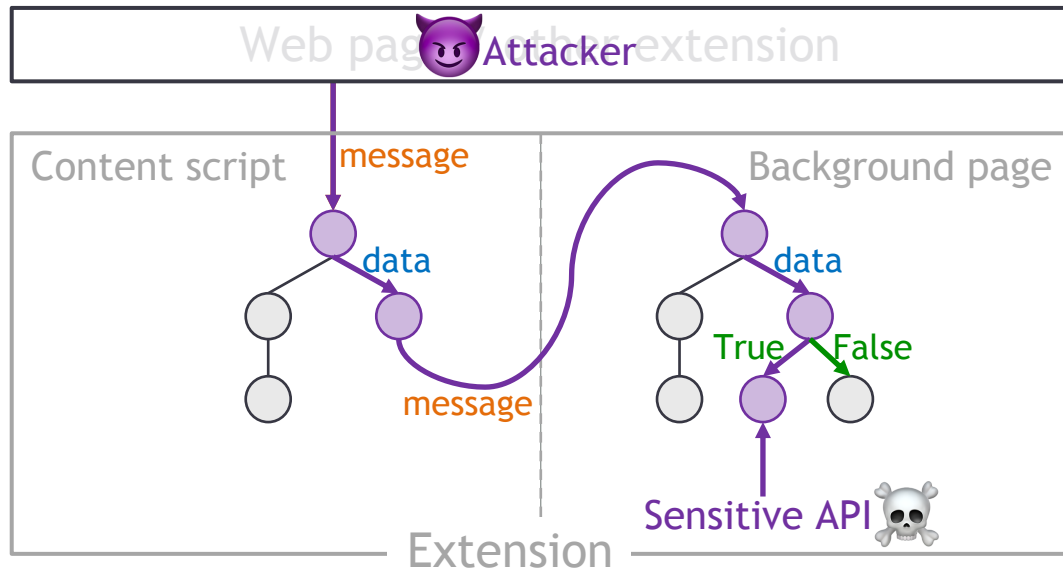 Web page / other extension
Attacker
message
Content script
Background page
data
data
True
False
message
Sensitive API
Extension